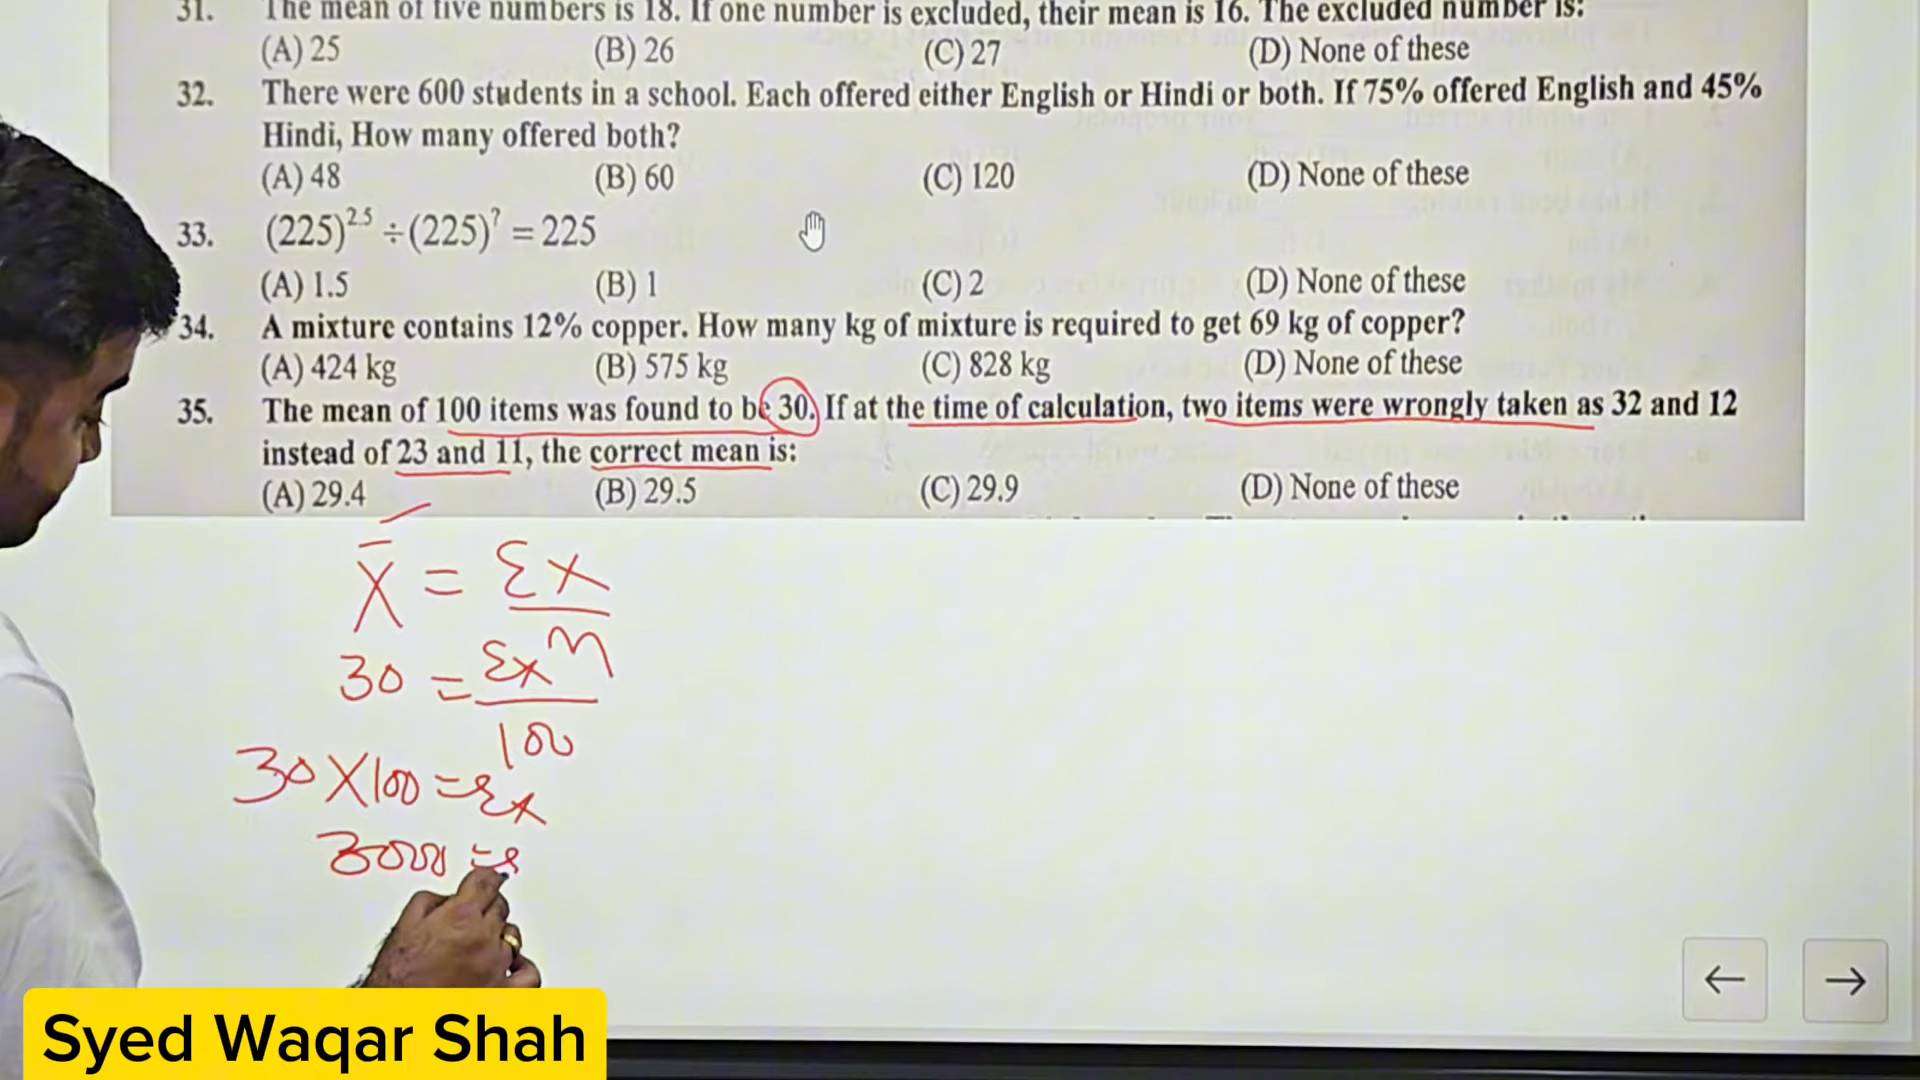 31. The mean of five numbers is 18. If one number is excluded, their mean is 16. The excluded number is:
(A) 25 (B) 26 (C) 27 (D) None of these
32. There were 600 students in a school. Each offered either English or Hindi or both. If 75% offered English and 45%
Hindi, How many offered both?
(A) 48 (B) 60 (C) 120 (D) None of these
33. (225)^2.5 ÷ (225)^? = 225
(A) 1.5 (B) 1 (C) 2 (D) None of these
34. A mixture contains 12% copper. How many kg of mixture is required to get 69 kg of copper?
(A) 424 kg (B) 575 kg (C) 828 kg (D) None of these
35. The mean of 100 items was found to be 30. If at the time of calculation, two items were wrongly taken as 32 and 12
instead of 23 and 11, the correct mean is:
(A) 29.4 (B) 29.5 (C) 29.9 (D) None of these
X̄ = Σx
n
30 = Σx
100
30 X 100 = Σx
3000 =
Syed Waqar Shah